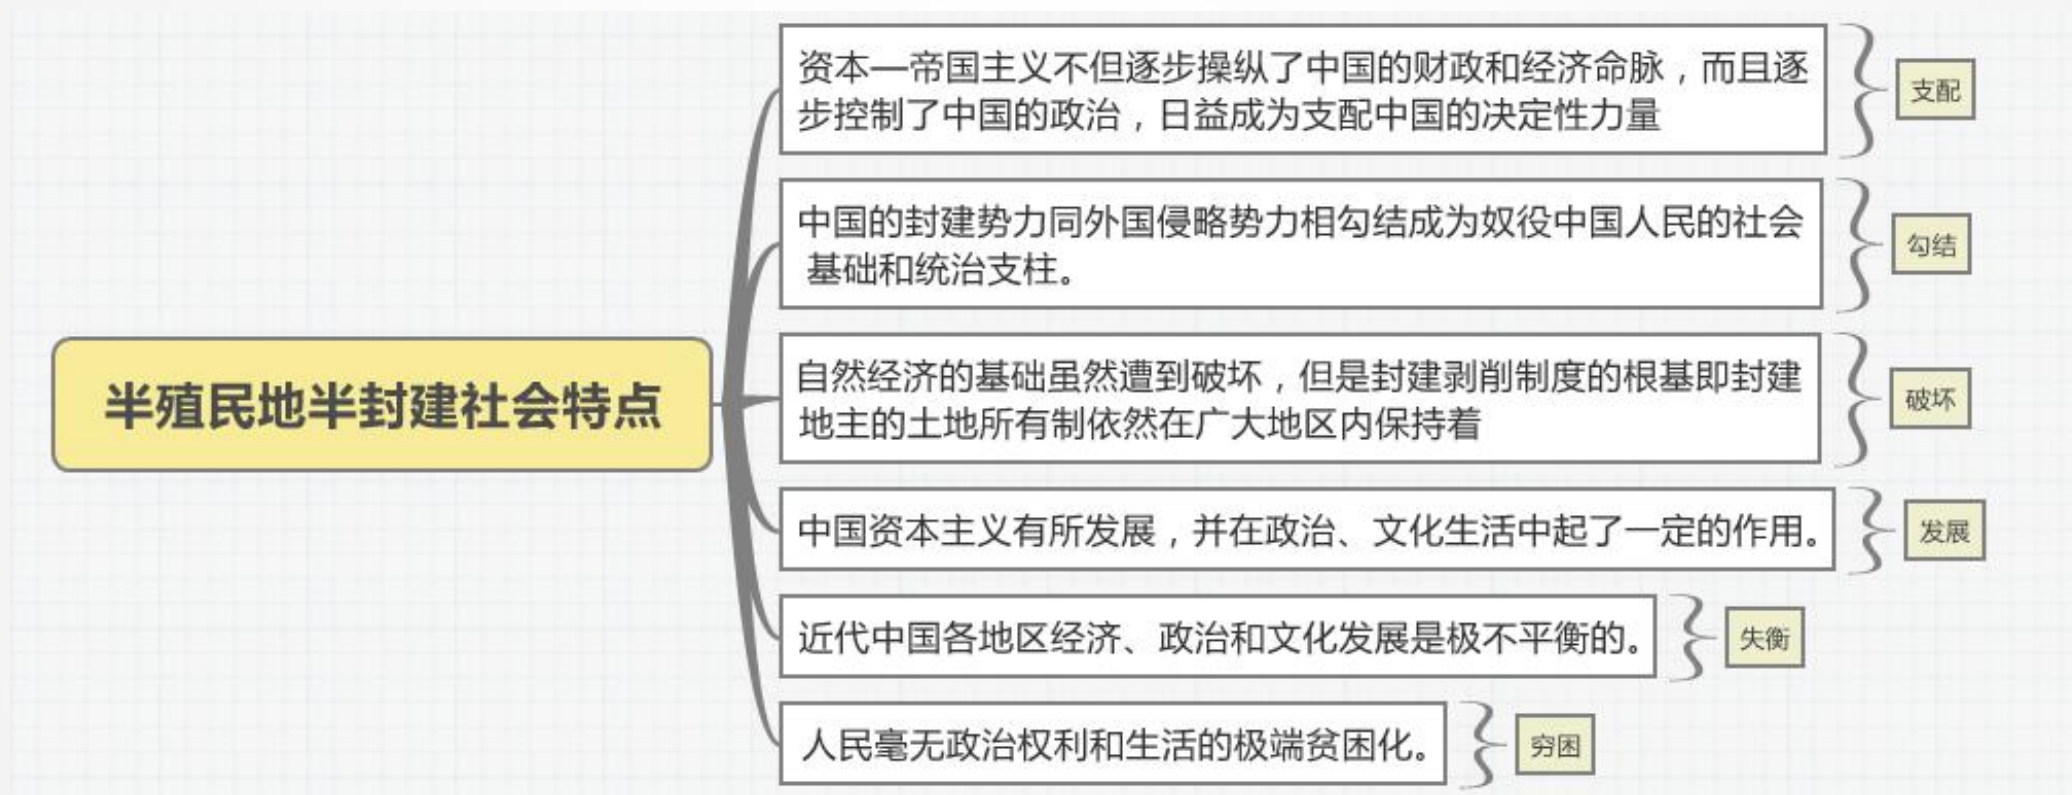 资本—帝国主义不但逐步操纵了中国的财政和经济命脉，而且逐
步控制了中国的政治，日益成为支配中国的决定性力量
支配
中国的封建势力同外国侵略势力相勾结成为奴役中国人民的社会
基础和统治支柱。
勾结
半殖民地半封建社会特点
自然经济的基础虽然遭到破坏，但是封建剥削制度的根基即封建
地主的土地所有制依然在广大地区内保持着
破坏
中国资本主义有所发展，并在政治、文化生活中起了一定的作用。
发展
近代中国各地区经济、政治和文化发展是极不平衡的。
失衡
人民毫无政治权利和生活的极端贫困化。
穷困